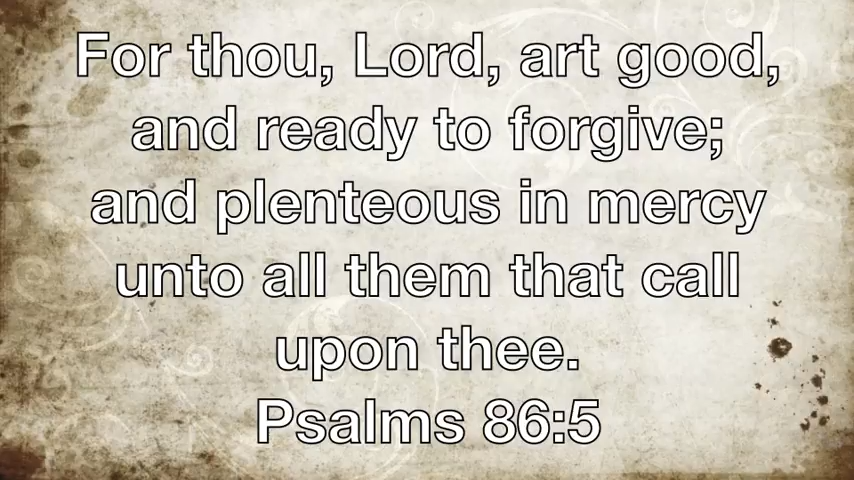 For thou, Lord, art good,
and ready to forgive;
and plenteous in mercy
unto all them that call
upon thee.
Psalms 86:5